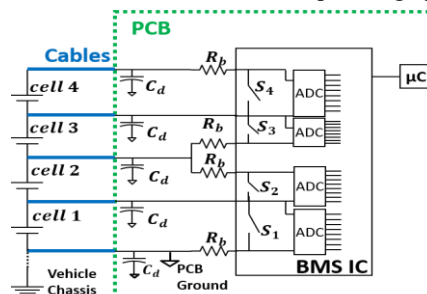 PCB
Cables
R_b
S_4
cell 4
C_d
ADC
μC
cell 3
C_d
S_3
ADC
R_b
R_b
cell 2
C_d
S_2
ADC
cell 1
C_d
S_1
ADC
R_b
BMS IC
Vehicle
Chassis
C_d
PCB
Ground